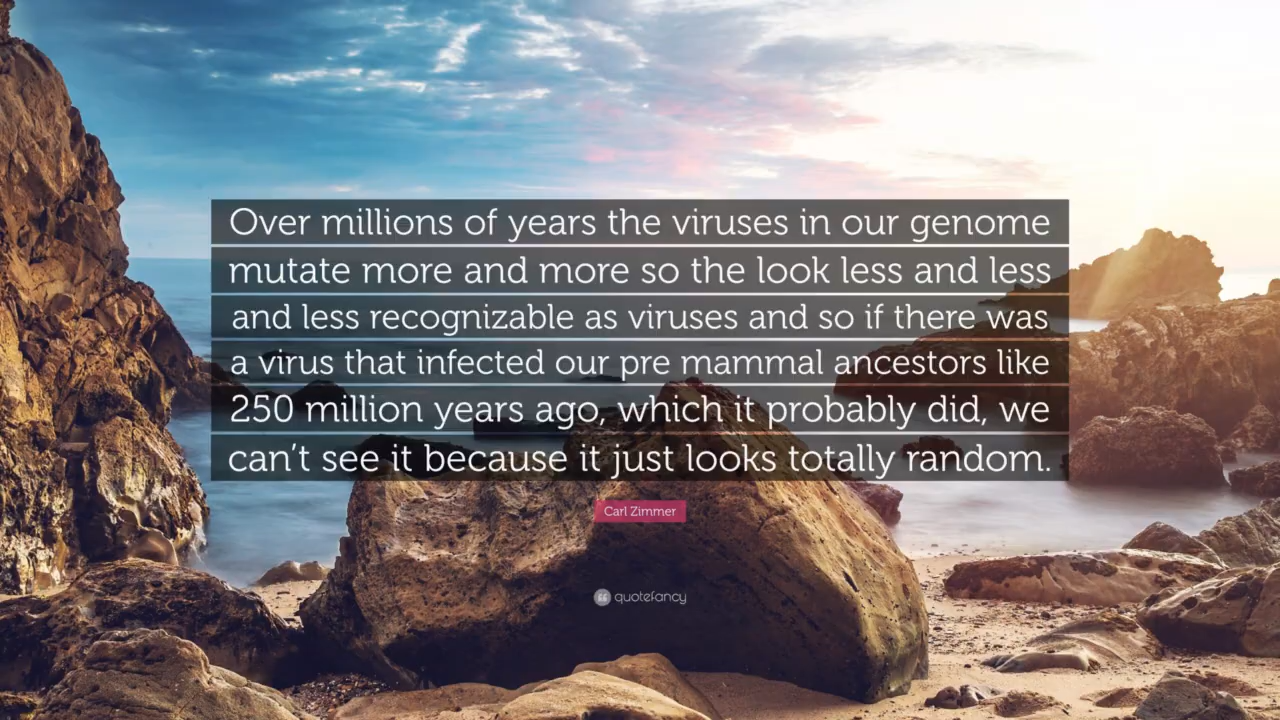 Over millions of years the viruses in our genome
mutate more and more so the look less and less
and less recognizable as viruses and so if there was
a virus that infected our pre mammal ancestors like
250 million years ago, which it probably did, we
can’t see it because it just looks totally random.
Carl Zimmer
quotefancy